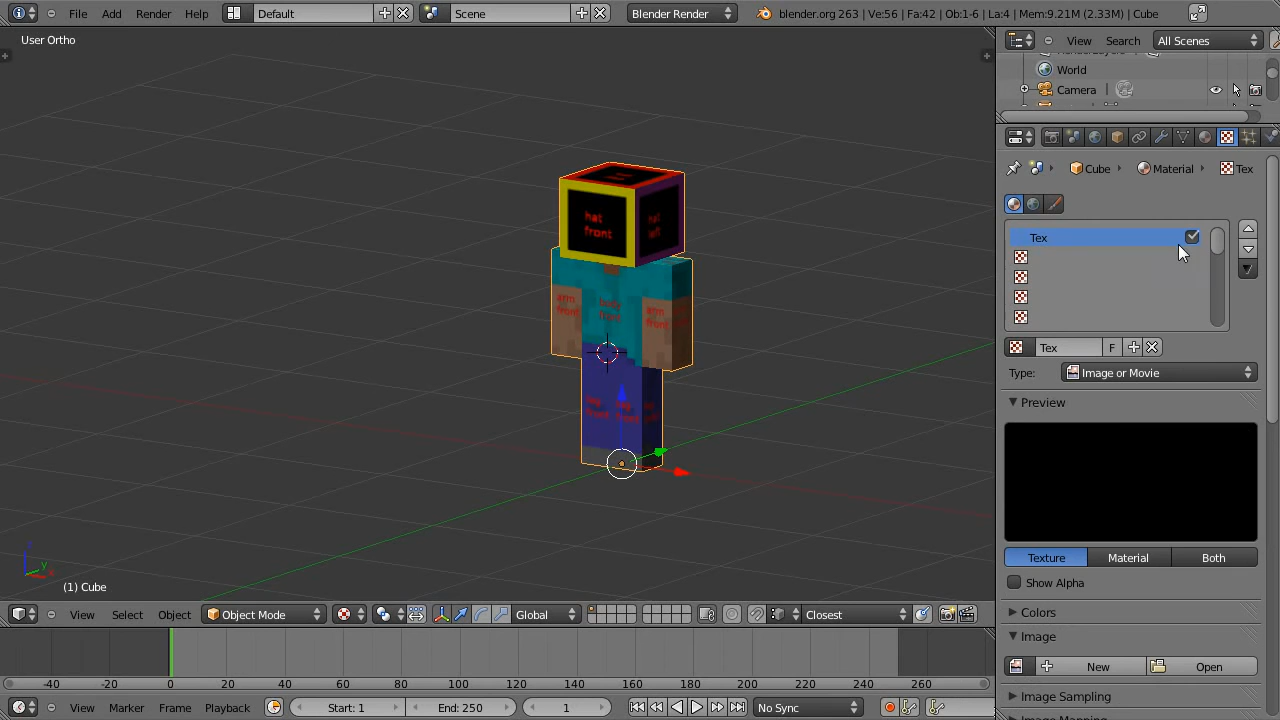 File Add Render Help Default Scene Blender Render blender.org 263 | Ve:56 | Fa:42 | Ob:1-6 | La:4 | Mem:9.21M (2.33M) | Cube
User Ortho
View Search All Scenes
World
Camera
Cube Material Tex
Tex
hat
front
hat
left
arm
front
body
front
arm
front
Tex F
Type: Image or Movie
Preview
leg
front
leg
front
Texture Material Both
Show Alpha
(1) Cube
Colors
View Select Object Object Mode Global Closest
Image
New Open
-40 -20 0 20 40 60 80 100 120 140 160 180 200 220 240 260
Image Sampling
View Marker Frame Playback Start: 1 End: 250 1 No Sync